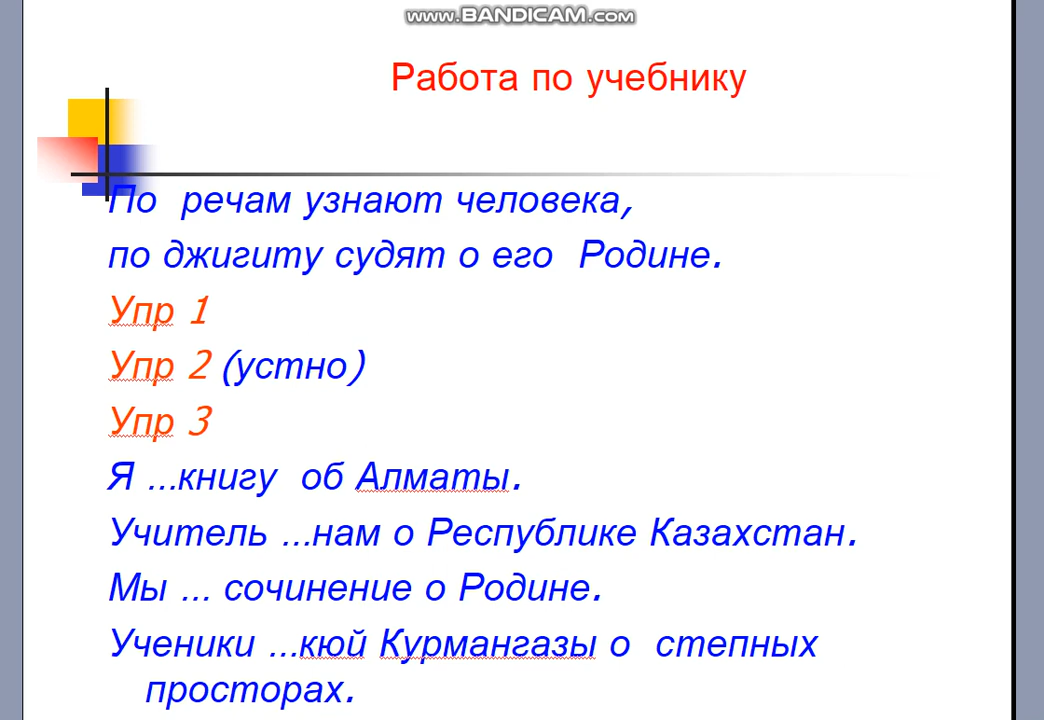 www.BANDICAM.com
Работа по учебнику
По речам узнают человека,
по джигиту судят о его Родине.
Упр 1
Упр 2 (устно)
Упр 3
Я ...книгу об Алматы.
Учитель ...нам о Республике Казахстан.
Мы ... сочинение о Родине.
Ученики ...кюй Курмангазы о степных
просторах.